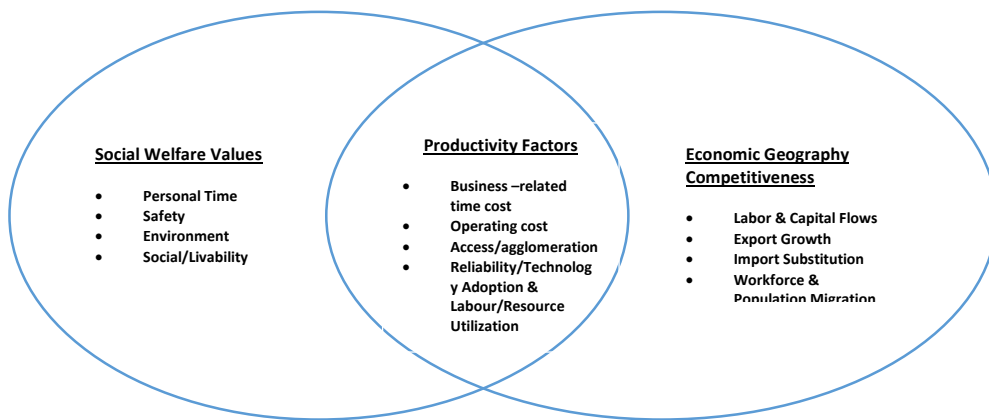 Social Welfare Values
• Personal Time
• Safety
• Environment
• Social/Livability
Productivity Factors
• Business –related
time cost
• Operating cost
• Access/agglomeration
• Reliability/Technolog
y Adoption &
Labour/Resource
Utilization
Economic Geography
Competitiveness
• Labor & Capital Flows
• Export Growth
• Import Substitution
• Workforce &
Population Migration